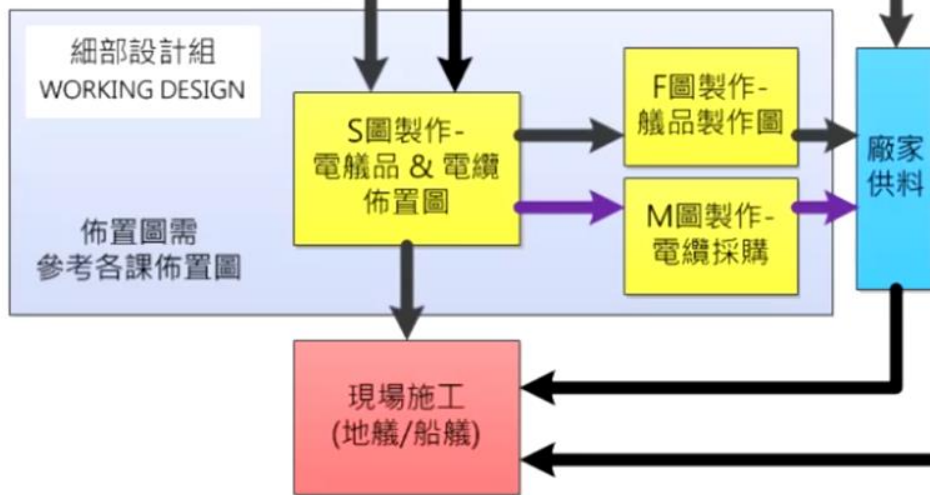 細部設計組
WORKING DESIGN
S圖製作-
電艤品 & 電纜
佈置圖
F圖製作-
艤品製作圖
M圖製作-
電纜採購
廠家
供料
佈置圖需
參考各課佈置圖
現場施工
(地艤/船艤)